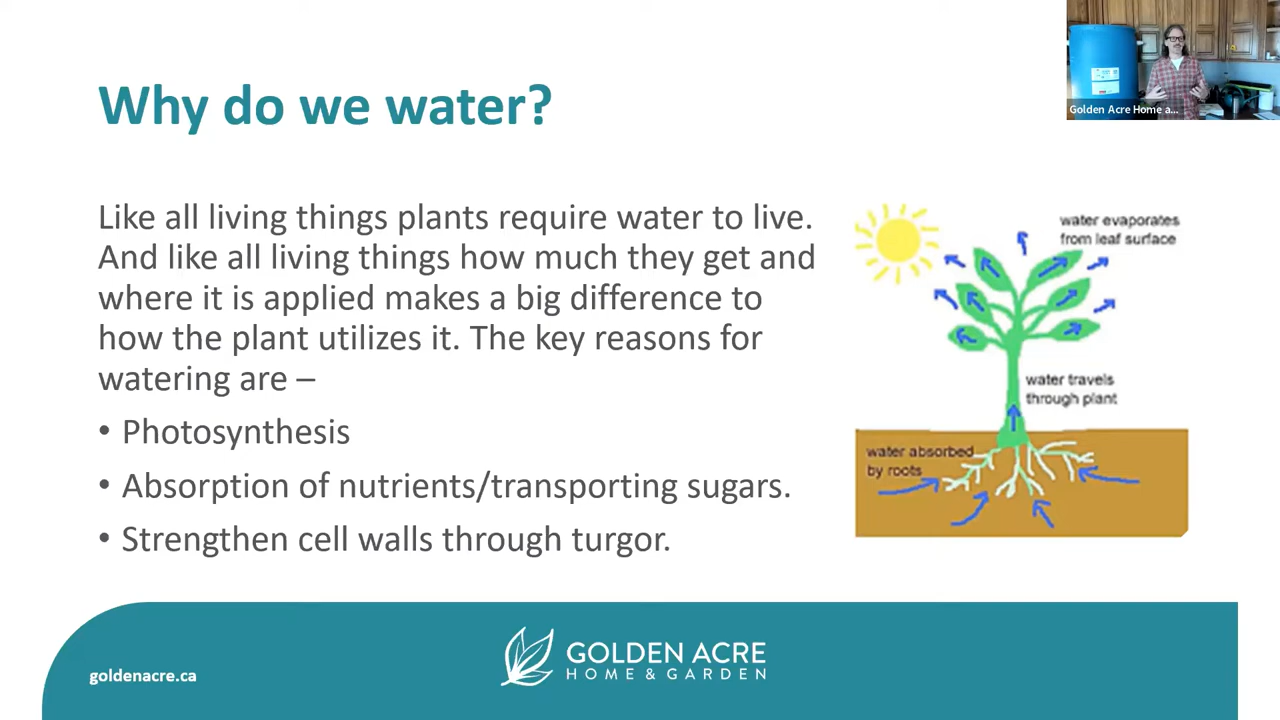 Why do we water?
Golden Acre Home a...
Like all living things plants require water to live.
And like all living things how much they get and
where it is applied makes a big difference to
how the plant utilizes it. The key reasons for
watering are –
• Photosynthesis
• Absorption of nutrients/transporting sugars.
• Strengthen cell walls through turgor.
water evaporates
from leaf surface
water travels
through plant
water absorbed
by roots
goldenacre.ca
GOLDEN ACRE
HOME & GARDEN